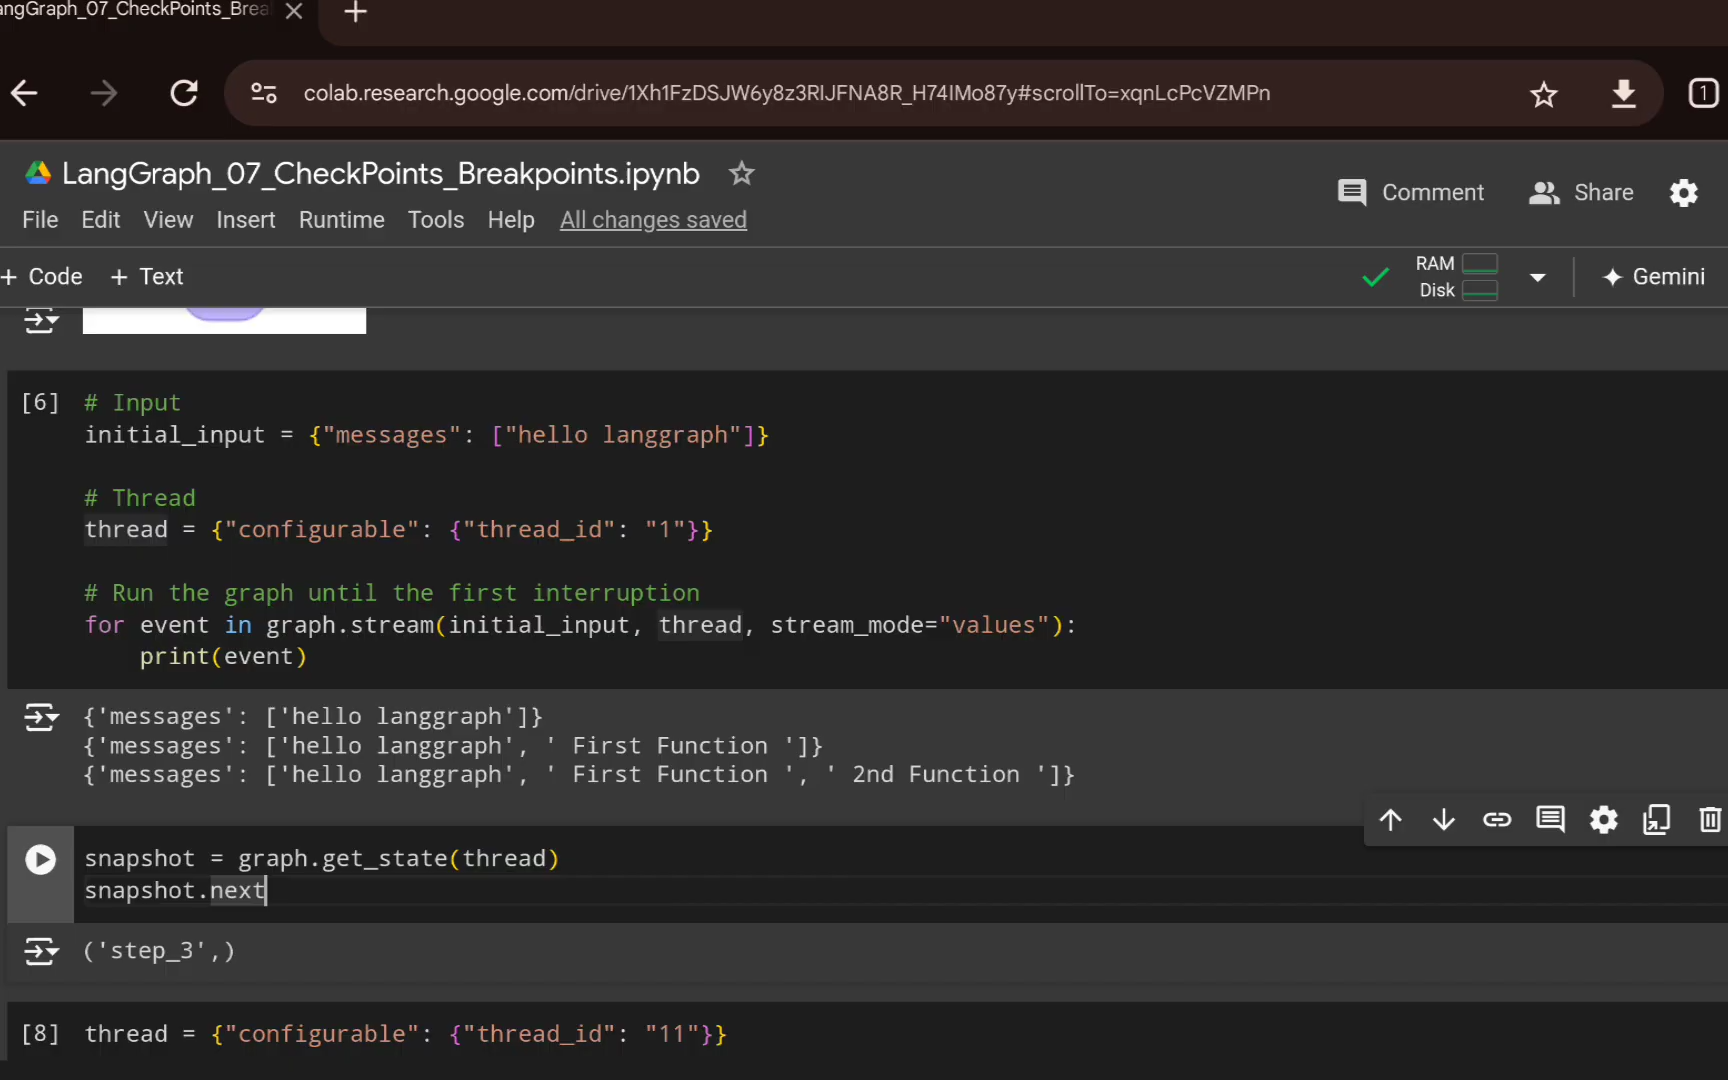 angGraph_07_CheckPoints_Brea
colab.research.google.com/drive/1Xh1FzDSJW6y8z3RIJFNA8R_H74IMo87y#scrollTo=xqnLcPcVZMPn
1
LangGraph_07_CheckPoints_Breakpoints.ipynb
Comment Share
File Edit View Insert Runtime Tools Help All changes saved
+ Code + Text
RAM
Disk
Gemini
[6] # Input
initial_input = {"messages": ["hello langgraph"]}
# Thread
thread = {"configurable": {"thread_id": "1"}}
# Run the graph until the first interruption
for event in graph.stream(initial_input, thread, stream_mode="values"):
    print(event)
{'messages': ['hello langgraph']}
{'messages': ['hello langgraph', ' First Function ']}
{'messages': ['hello langgraph', ' First Function ', ' 2nd Function ']}
snapshot = graph.get_state(thread)
snapshot.next
('step_3',)
[8] thread = {"configurable": {"thread_id": "11"}}